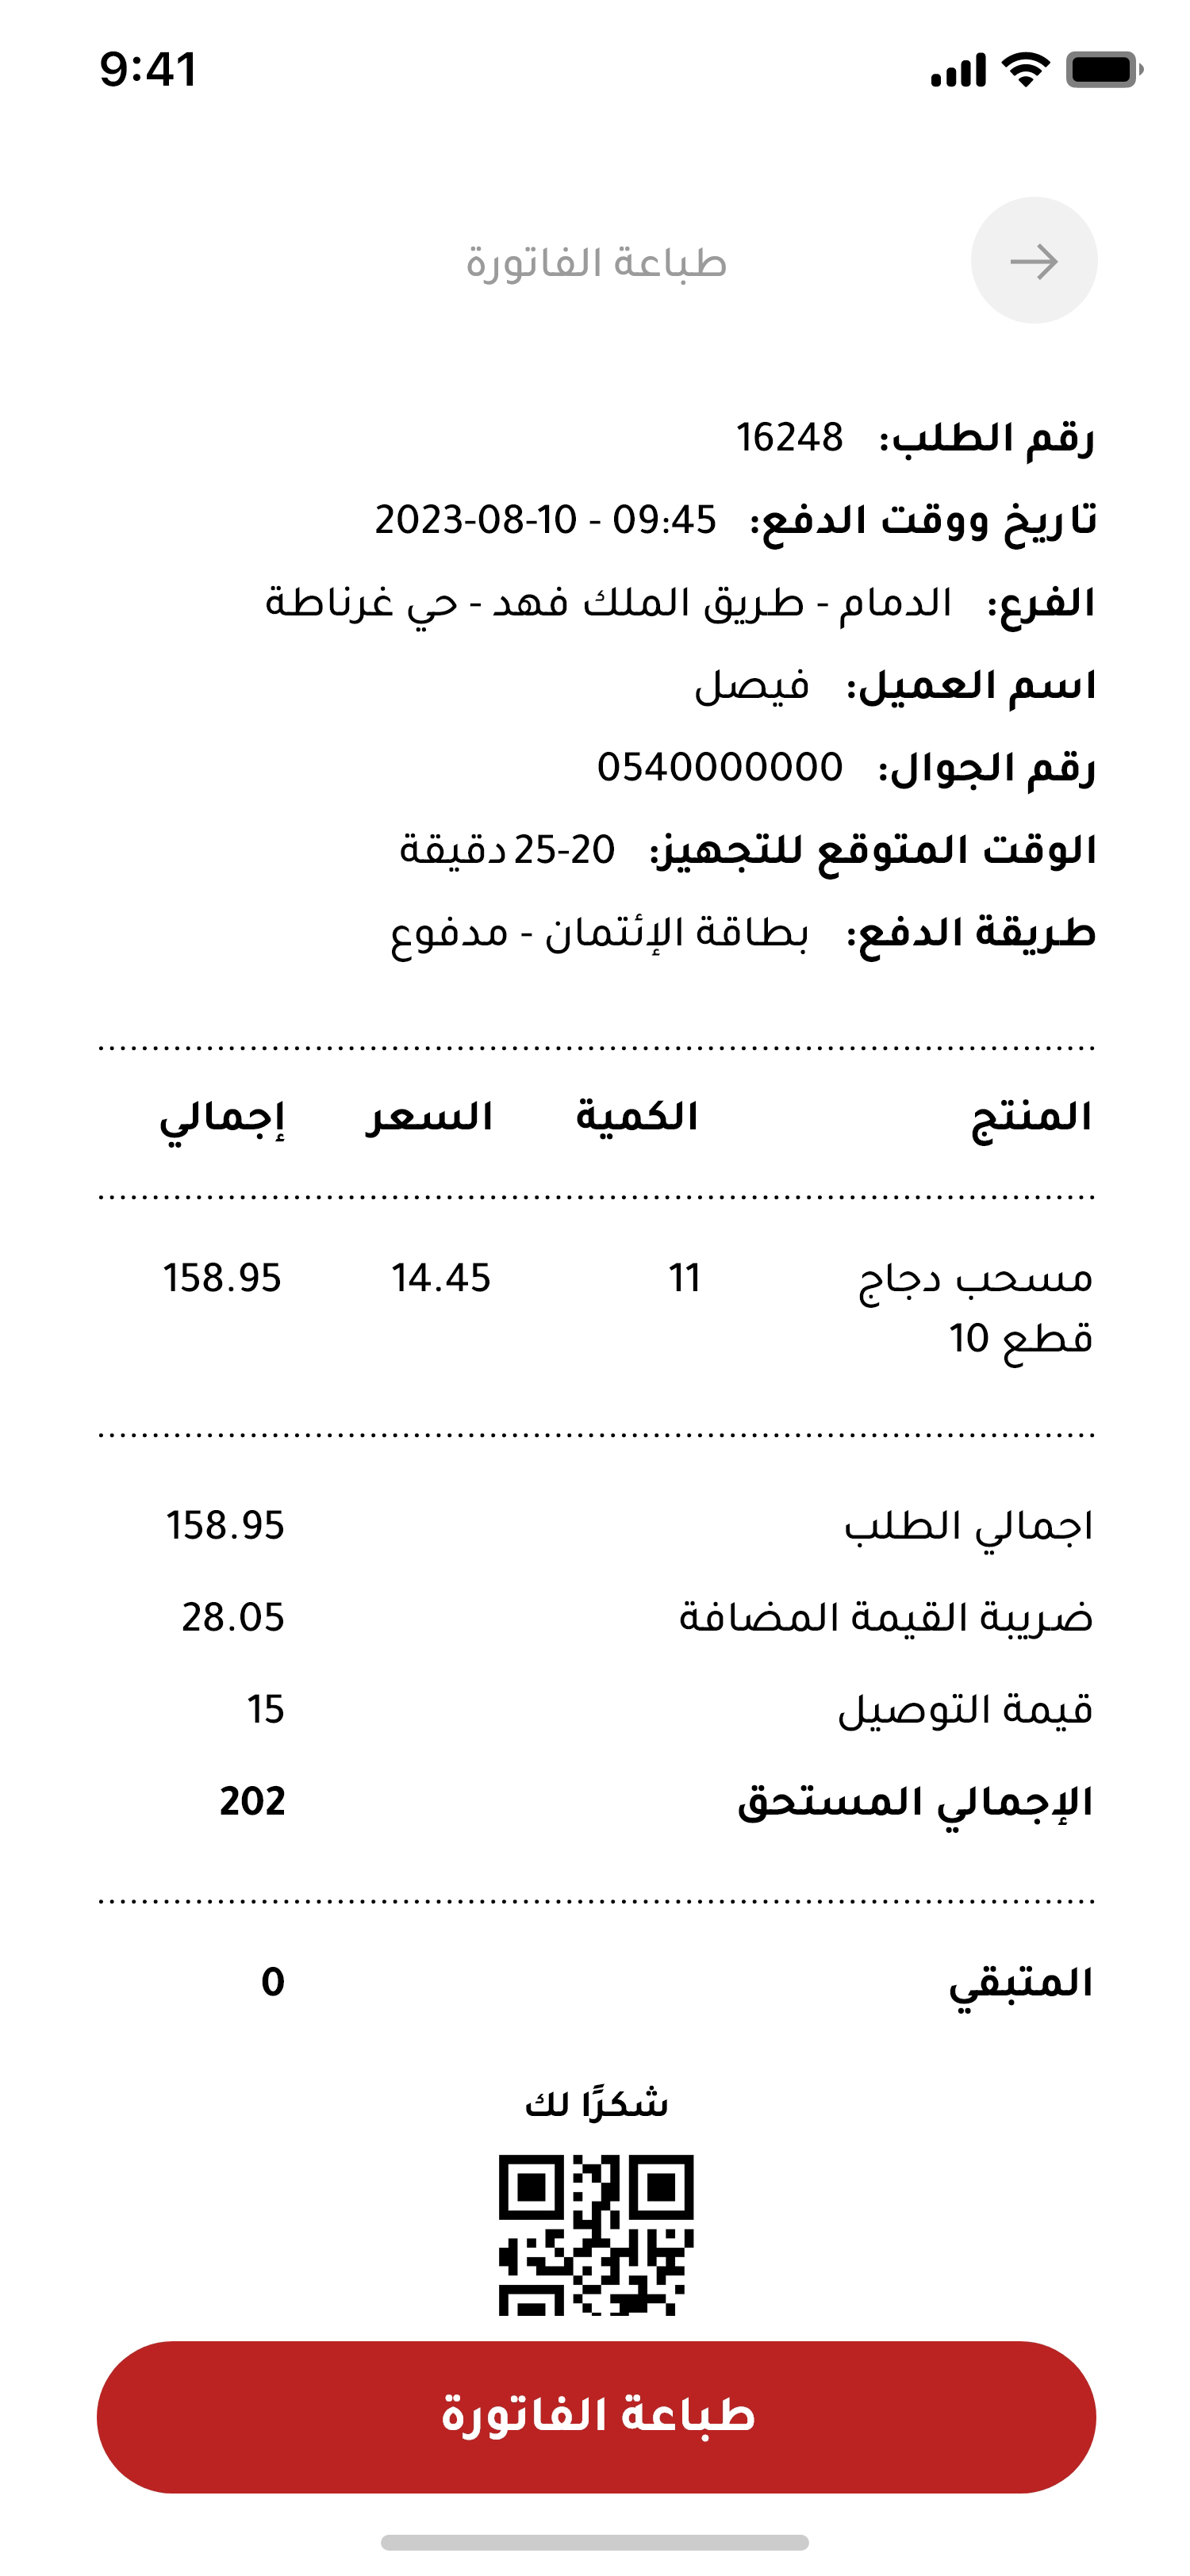 9:41
طباعة الفاتورة
رقم الطلب: 16248
تاريخ ووقت الدفع: 09:45 - 10-08-2023
الفرع: الدمام - طريق الملك فهد - حي غرناطة
اسم العميل: فيصل
رقم الجوال: 0540000000
الوقت المتوقع للتجهيز: 20-25 دقيقة
طريقة الدفع: بطاقة الإئتمان - مدفوع
المنتج الكمية السعر إجمالي
مسحب دجاج 11 14.45 158.95
قطع 10
اجمالي الطلب 158.95
ضريبة القيمة المضافة 28.05
قيمة التوصيل 15
الإجمالي المستحق 202
المتبقي 0
شكرًا لك
طباعة الفاتورة